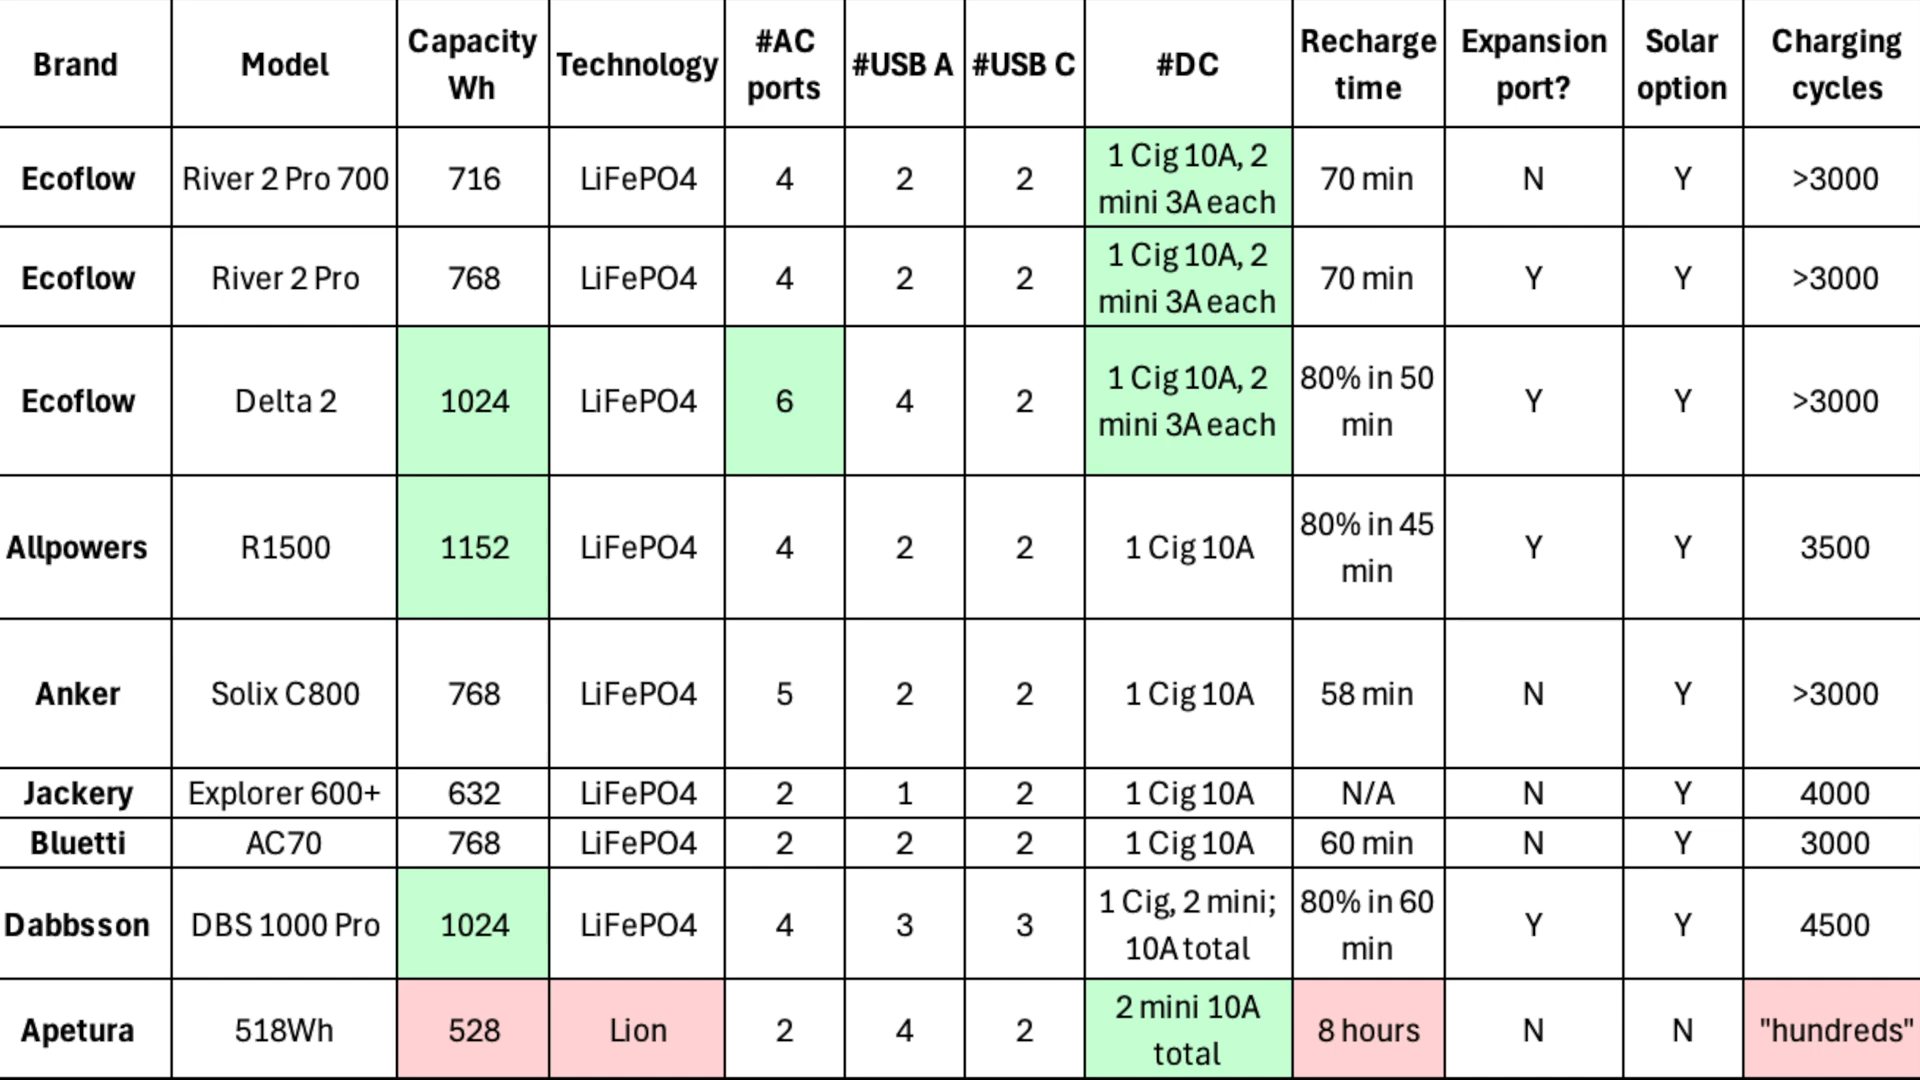 Brand Model Capacity Wh Technology #AC ports #USB A #USB C #DC Recharge time Expansion port? Solar option Charging cycles
Ecoflow River 2 Pro 700 716 LiFePO4 4 2 2 1 Cig 10A, 2 mini 3A each 70 min N Y >3000
Ecoflow River 2 Pro 768 LiFePO4 4 2 2 1 Cig 10A, 2 mini 3A each 70 min Y Y >3000
Ecoflow Delta 2 1024 LiFePO4 6 4 2 1 Cig 10A, 2 mini 3A each 80% in 50 min Y Y >3000
Allpowers R1500 1152 LiFePO4 4 2 2 1 Cig 10A 80% in 45 min Y Y 3500
Anker Solix C800 768 LiFePO4 5 2 2 1 Cig 10A 58 min N Y >3000
Jackery Explorer 600+ 632 LiFePO4 2 1 2 1 Cig 10A N/A N Y 4000
Bluetti AC70 768 LiFePO4 2 2 2 1 Cig 10A 60 min N Y 3000
Dabbsson DBS 1000 Pro 1024 LiFePO4 4 3 3 1 Cig, 2 mini; 10A total 80% in 60 min Y Y 4500
Apetura 518Wh 528 Lion 2 4 2 2 mini 10A total 8 hours N N "hundreds"